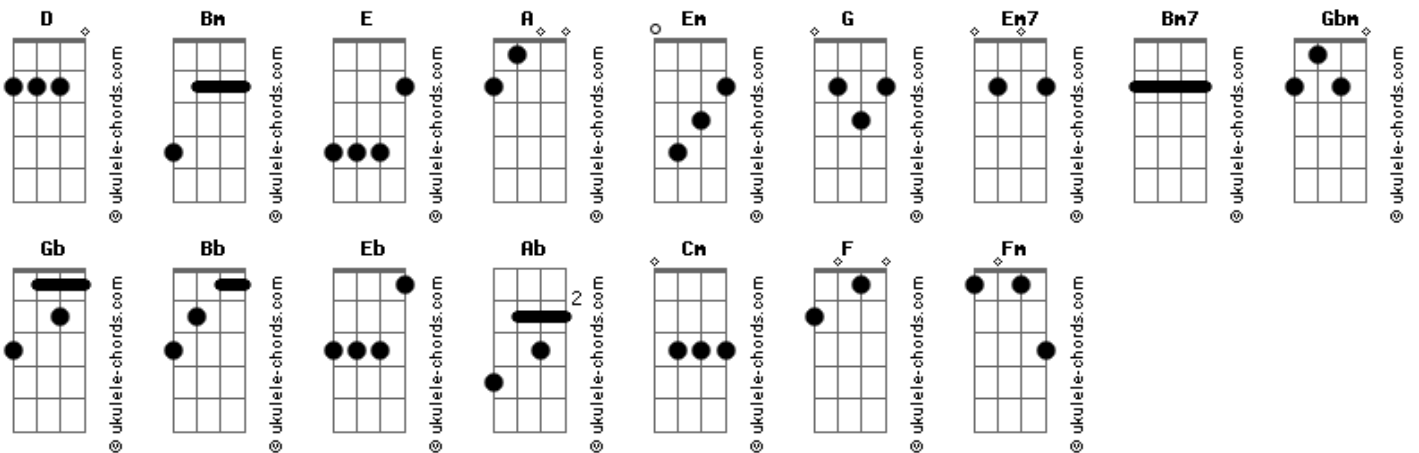 D Bm E A Em G Em7 Bm7 Gbm
© ukulele-chords.com © ukulele-chords.com © ukulele-chords.com © ukulele-chords.com © ukulele-chords.com © ukulele-chords.com © ukulele-chords.com © ukulele-chords.com © ukulele-chords.com
Gb Bb Eb Ab Cm F Fm
2
© ukulele-chords.com © ukulele-chords.com © ukulele-chords.com © ukulele-chords.com © ukulele-chords.com © ukulele-chords.com © ukulele-chords.com